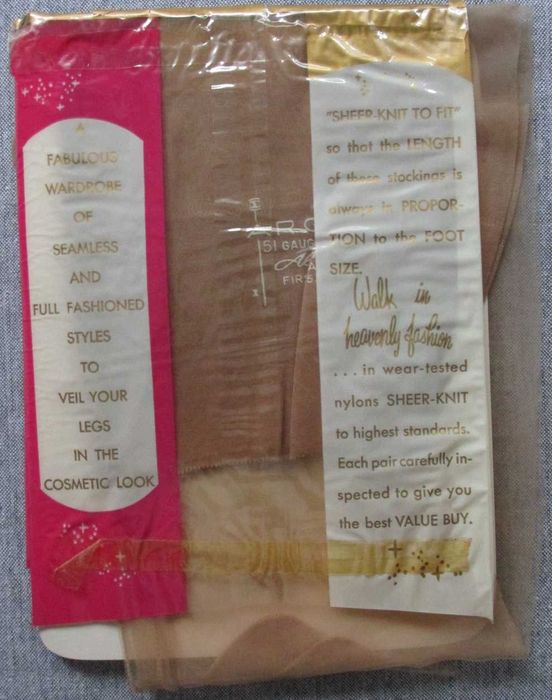 A
FABULOUS
WARDROBE
OF
SEAMLESS
AND
FULL FASHIONED
STYLES
TO
VEIL YOUR
LEGS
IN THE
COSMETIC LOOK
51 GAUG
FIRS
"SHEER-KNIT TO FIT"
so that the LENGTH
of these stockings is
always in PROPOR-
TION to the FOOT
SIZE.
Walk in
heavenly fashion
. . . in wear-tested
nylons SHEER-KNIT
to highest standards.
Each pair carefully in-
spected to give you
the best VALUE BUY.